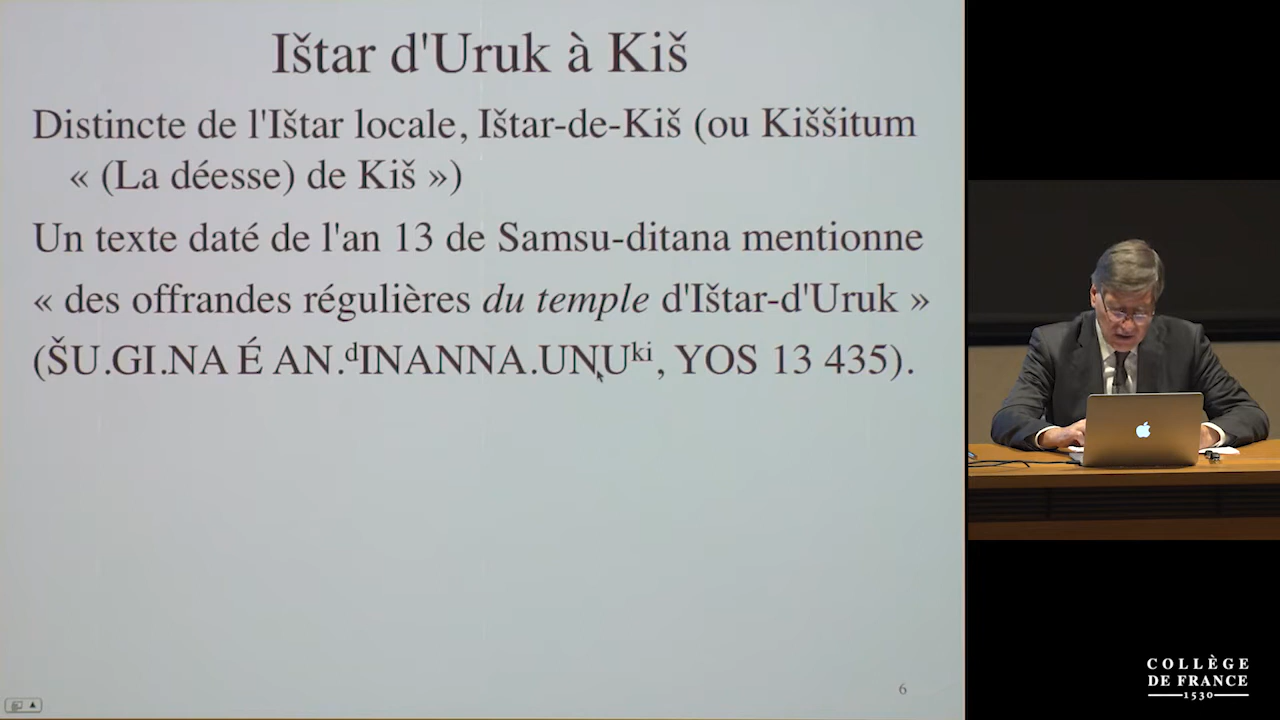 Ištar d'Uruk à Kiš
Distincte de l'Ištar locale, Ištar-de-Kiš (ou Kiššitum
« (La déesse) de Kiš »)
Un texte daté de l'an 13 de Samsu-ditana mentionne
« des offrandes régulières du temple d'Ištar-d'Uruk »
(ŠU.GI.NA É AN.ᵈINANNA.UNUᵏⁱ, YOS 13 435).
6
COLLÈGE
DE FRANCE
1530